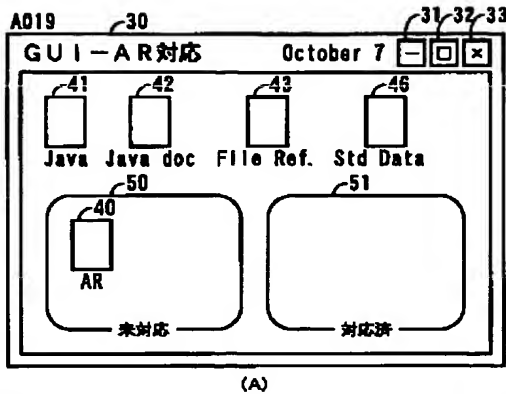 A019 30 31 32 33
GUI-AR対応 October 7
41 42 43 46
Java Java doc File Ref. Std Data
50 51
40
AR
未対応 対応済
(A)